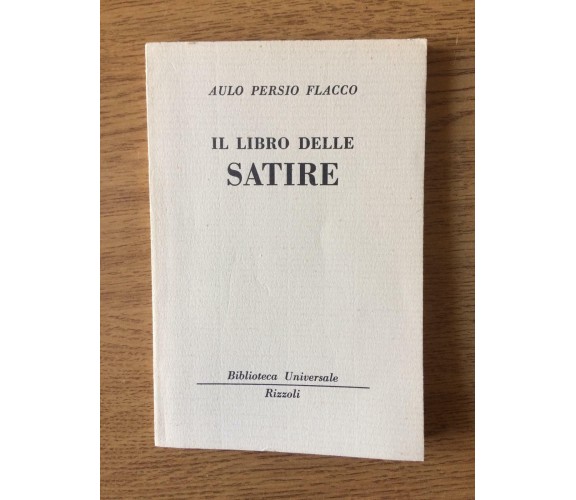 AULO PERSIO FLACCO
IL LIBRO DELLE
SATIRE
Biblioteca Universale
Rizzoli